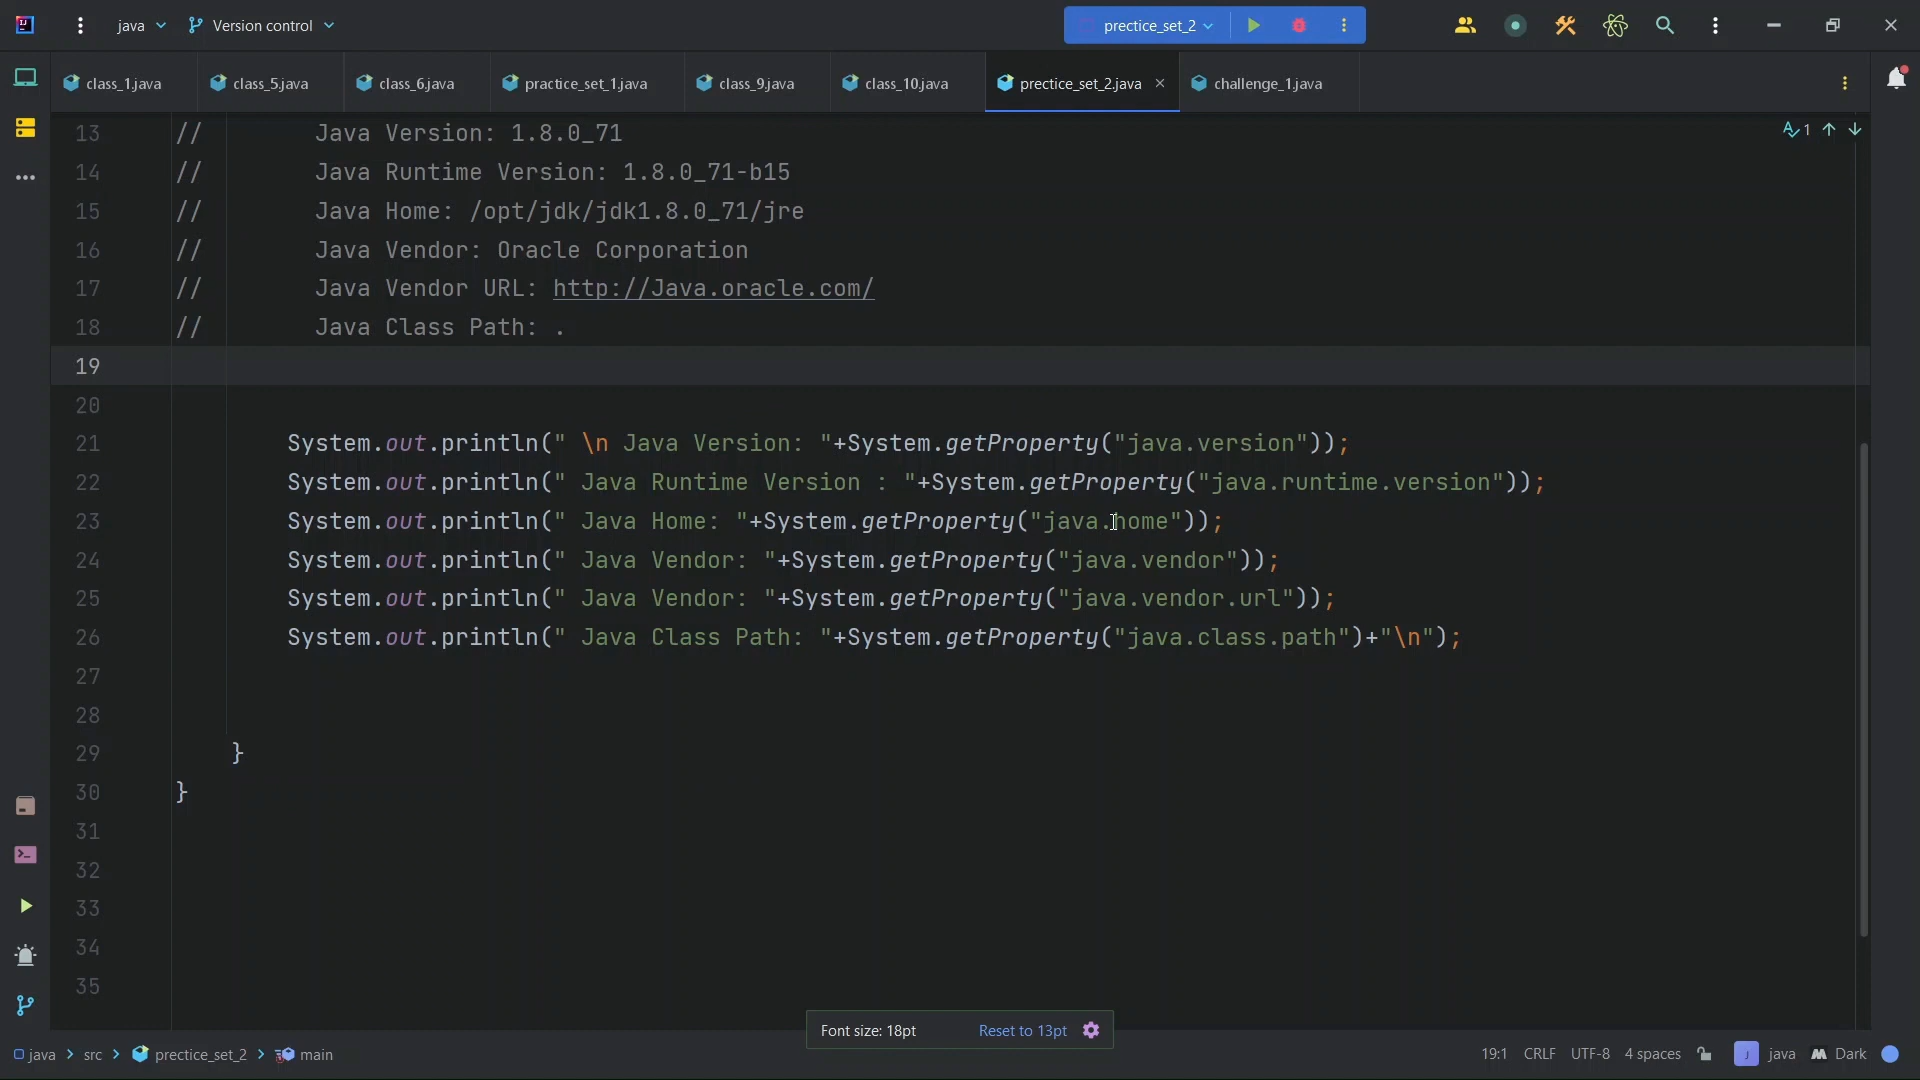 java Version control prectice_set_2
class_1.java class_5.java class_6.java practice_set_1.java class_9.java class_10.java prectice_set_2.java challenge_1.java
1
13 // Java Version: 1.8.0_71
14 // Java Runtime Version: 1.8.0_71-b15
15 // Java Home: /opt/jdk/jdk1.8.0_71/jre
16 // Java Vendor: Oracle Corporation
17 // Java Vendor URL: http://Java.oracle.com/
18 // Java Class Path: .
19
20
21 System.out.println(" \n Java Version: "+System.getProperty("java.version"));
22 System.out.println(" Java Runtime Version : "+System.getProperty("java.runtime.version"));
23 System.out.println(" Java Home: "+System.getProperty("java.home"));
24 System.out.println(" Java Vendor: "+System.getProperty("java.vendor"));
25 System.out.println(" Java Vendor: "+System.getProperty("java.vendor.url"));
26 System.out.println(" Java Class Path: "+System.getProperty("java.class.path")+"\n");
27
28
29 }
30 }
31
32
33
34
35
Font size: 18pt Reset to 13pt
java > src > prectice_set_2 > main 19:1 CRLF UTF-8 4 spaces J java Dark